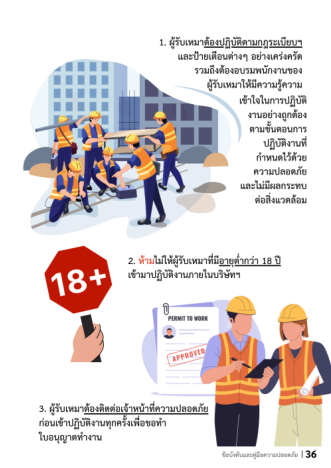 1. ผู้รับเหมาต้องปฏิบัติตามกฎระเบียบฯ
และป้ายเตือนต่างๆ อย่างเคร่งครัด
รวมถึงต้องอบรมพนักงานของ
ผู้รับเหมาให้มีความรู้ความ
เข้าใจในการปฏิบัติ
งานอย่างถูกต้อง
ตามขั้นตอนการ
ปฏิบัติงานที่
กำหนดไว้ด้วย
ความปลอดภัย
และไม่มีผลกระทบ
ต่อสิ่งแวดล้อม
18+
2. ห้ามไม่ให้ผู้รับเหมาที่มีอายุต่ำกว่า 18 ปี
เข้ามาปฏิบัติงานภายในบริษัทฯ
PERMIT TO WORK
APPROVED
3. ผู้รับเหมาต้องติดต่อเจ้าหน้าที่ความปลอดภัย
ก่อนเข้าปฏิบัติงานทุกครั้งเพื่อขอทำ
ใบอนุญาตทำงาน
ข้อบังคับและคู่มือความปลอดภัย | 36